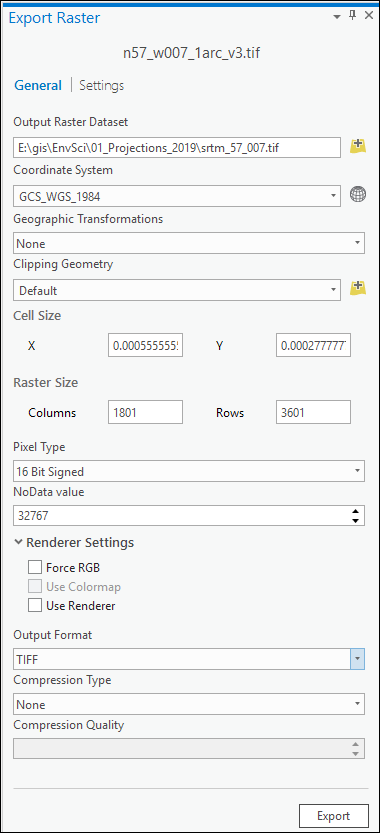 Export Raster
n57_w007_1arc_v3.tif
General | Settings
Output Raster Dataset
E:\gis\EnvSci\01_Projections_2019\srtm_57_007.tif
Coordinate System
GCS_WGS_1984
Geographic Transformations
None
Clipping Geometry
Default
Cell Size
X 0.000555555 Y 0.000277777
Raster Size
Columns 1801 Rows 3601
Pixel Type
16 Bit Signed
NoData value
32767
Renderer Settings
Force RGB
Use Colormap
Use Renderer
Output Format
TIFF
Compression Type
None
Compression Quality
Export